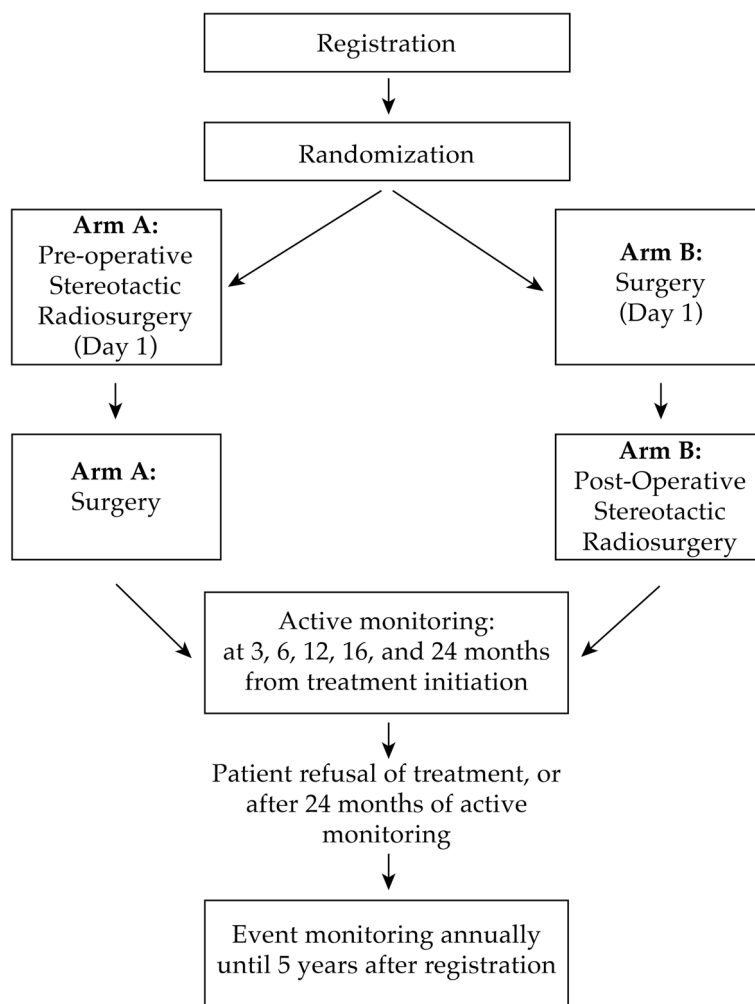 Registration
Randomization
Arm A:
Pre-operative
Stereotactic
Radiosurgery
(Day 1)
Arm B:
Surgery
(Day 1)
Arm A:
Surgery
Arm B:
Post-Operative
Stereotactic
Radiosurgery
Active monitoring:
at 3, 6, 12, 16, and 24 months
from treatment initiation
Patient refusal of treatment, or
after 24 months of active
monitoring
Event monitoring annually
until 5 years after registration